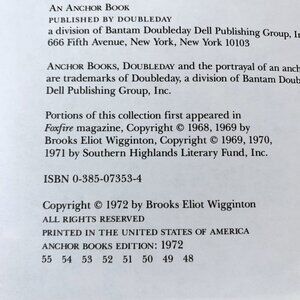 AN ANCHOR BOOK
PUBLISHED BY DOUBLEDAY
a division of Bantam Doubleday Dell Publishing Group, In
666 Fifth Avenue, New York, New York 10103
ANCHOR BOOKS, DOUBLEDAY and the portrayal of an anch
are trademarks of Doubleday, a division of Bantam Doub
Dell Publishing Group, Inc.
Portions of this collection first appeared in
Foxfire magazine, Copyright © 1968, 1969 by
Brooks Eliot Wigginton, Copyright © 1969, 1970,
1971 by Southern Highlands Literary Fund, Inc.
ISBN 0-385-07353-4
Copyright © 1972 by Brooks Eliot Wigginton
ALL RIGHTS RESERVED
PRINTED IN THE UNITED STATES OF AMERICA
ANCHOR BOOKS EDITION: 1972
55 54 53 52 51 50 49 48